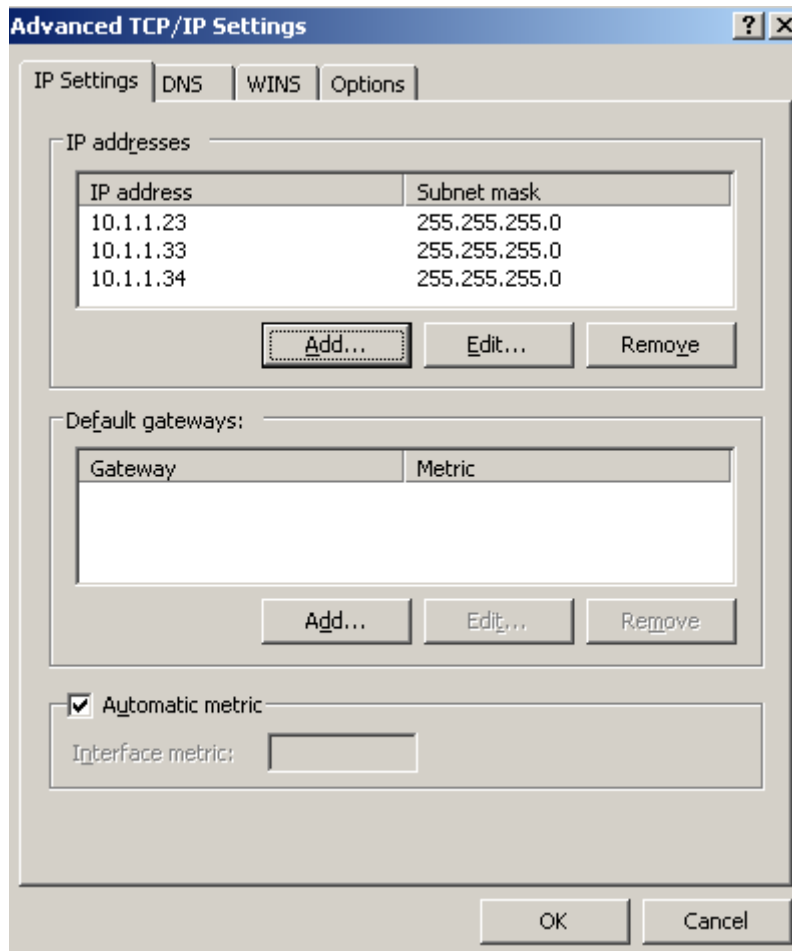 Advanced TCP/IP Settings
IP Settings DNS WINS Options
IP addresses
IP address Subnet mask
10.1.1.23 255.255.255.0
10.1.1.33 255.255.255.0
10.1.1.34 255.255.255.0
Add... Edit... Remove
Default gateways:
Gateway Metric
Add... Edit... Remove
Automatic metric
Interface metric:
OK Cancel